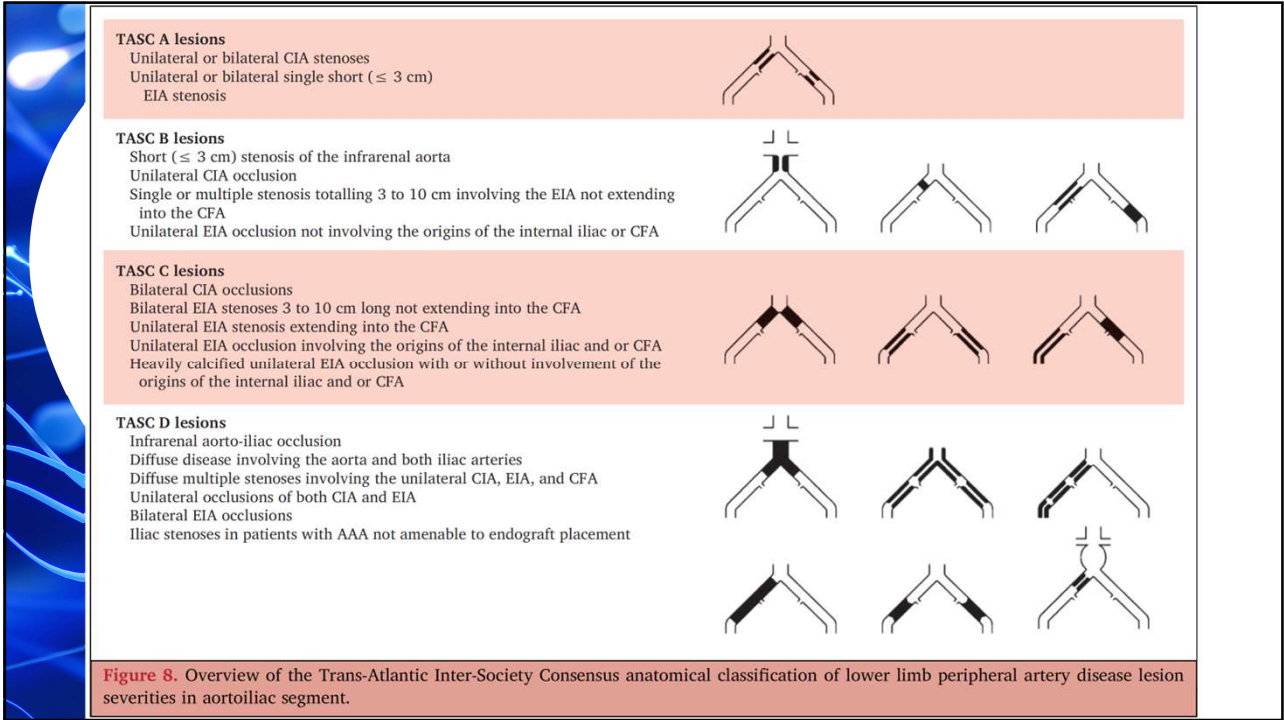 TASC A lesions
Unilateral or bilateral CIA stenoses
Unilateral or bilateral single short (≤ 3 cm)
EIA stenosis
TASC B lesions
Short (≤ 3 cm) stenosis of the infrarenal aorta
Unilateral CIA occlusion
Single or multiple stenosis totalling 3 to 10 cm involving the EIA not extending
into the CFA
Unilateral EIA occlusion not involving the origins of the internal iliac or CFA
TASC C lesions
Bilateral CIA occlusions
Bilateral EIA stenoses 3 to 10 cm long not extending into the CFA
Unilateral EIA stenosis extending into the CFA
Unilateral EIA occlusion involving the origins of the internal iliac and or CFA
Heavily calcified unilateral EIA occlusion with or without involvement of the
origins of the internal iliac and or CFA
TASC D lesions
Infrarenal aorto-iliac occlusion
Diffuse disease involving the aorta and both iliac arteries
Diffuse multiple stenoses involving the unilateral CIA, EIA, and CFA
Unilateral occlusions of both CIA and EIA
Bilateral EIA occlusions
Iliac stenoses in patients with AAA not amenable to endograft placement
Figure 8. Overview of the Trans-Atlantic Inter-Society Consensus anatomical classification of lower limb peripheral artery disease lesion
severities in aortoiliac segment.